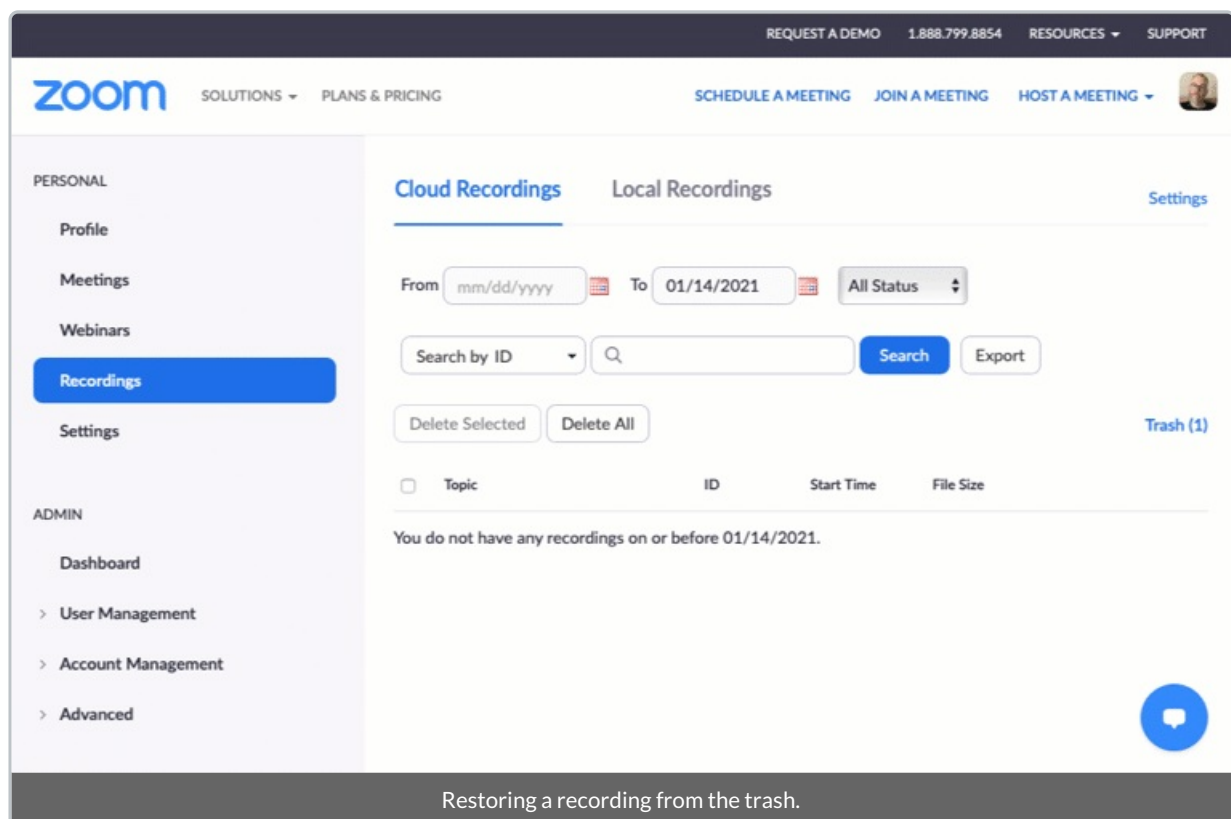 REQUEST A DEMO 1.888.799.8854 RESOURCES SUPPORT
zoom SOLUTIONS PLANS & PRICING SCHEDULE A MEETING JOIN A MEETING HOST A MEETING
PERSONAL
Profile
Meetings
Webinars
Recordings
Settings
ADMIN
Dashboard
User Management
Account Management
Advanced
Cloud Recordings Local Recordings Settings
From mm/dd/yyyy To 01/14/2021 All Status
Search by ID Search Export
Delete Selected Delete All Trash (1)
Topic ID Start Time File Size
You do not have any recordings on or before 01/14/2021.
Restoring a recording from the trash.